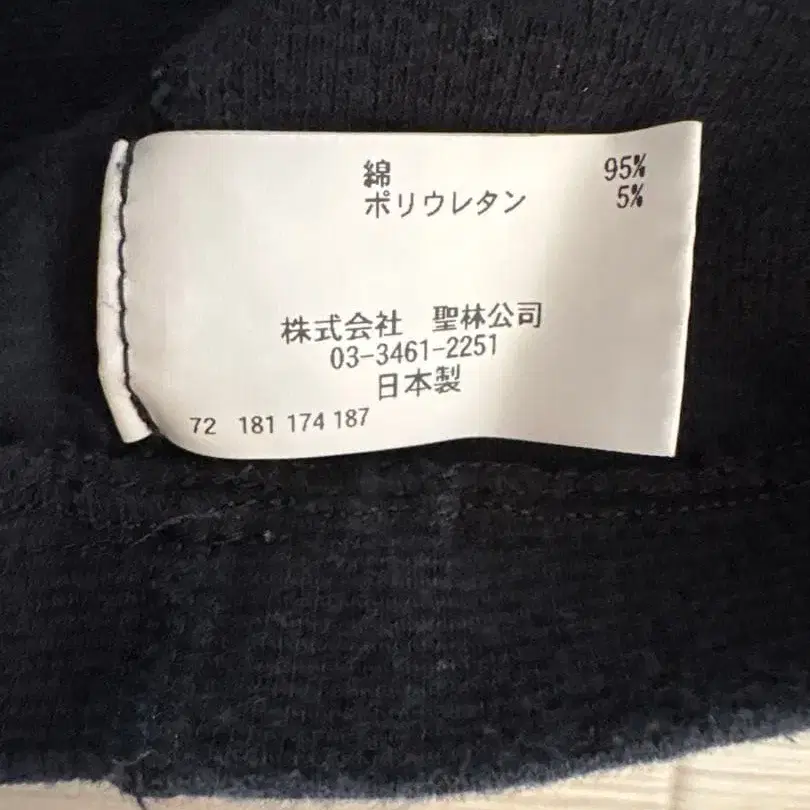 綿 95%
ポリウレタン 5%
株式会社 聖林公司
03-3461-2251
日本製
72 181 174 187